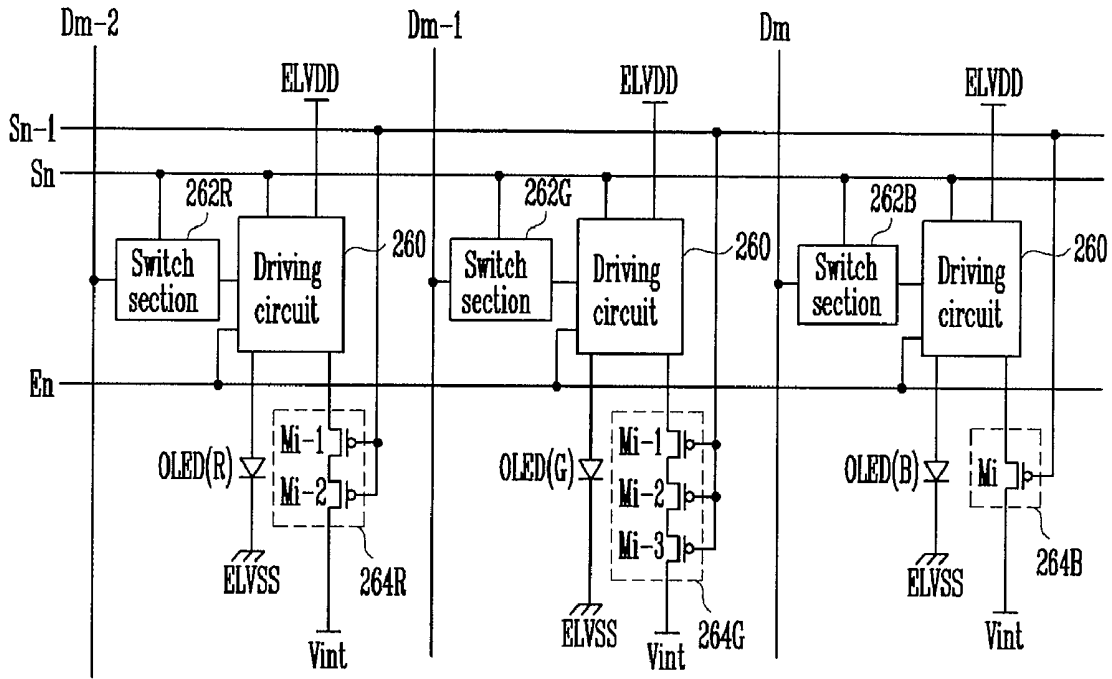 Dm-2
Dm-1
Dm
ELVDD
ELVDD
ELVDD
Sn-1
Sn
262R
262G
262B
Switch
section
Driving
circuit
260
Switch
section
Driving
circuit
260
Switch
section
Driving
circuit
260
En
OLED(R)
Mi-1
Mi-2
ELVSS
264R
Vint
OLED(G)
Mi-1
Mi-2
Mi-3
ELVSS
264G
Vint
OLED(B)
Mi
ELVSS
264B
Vint